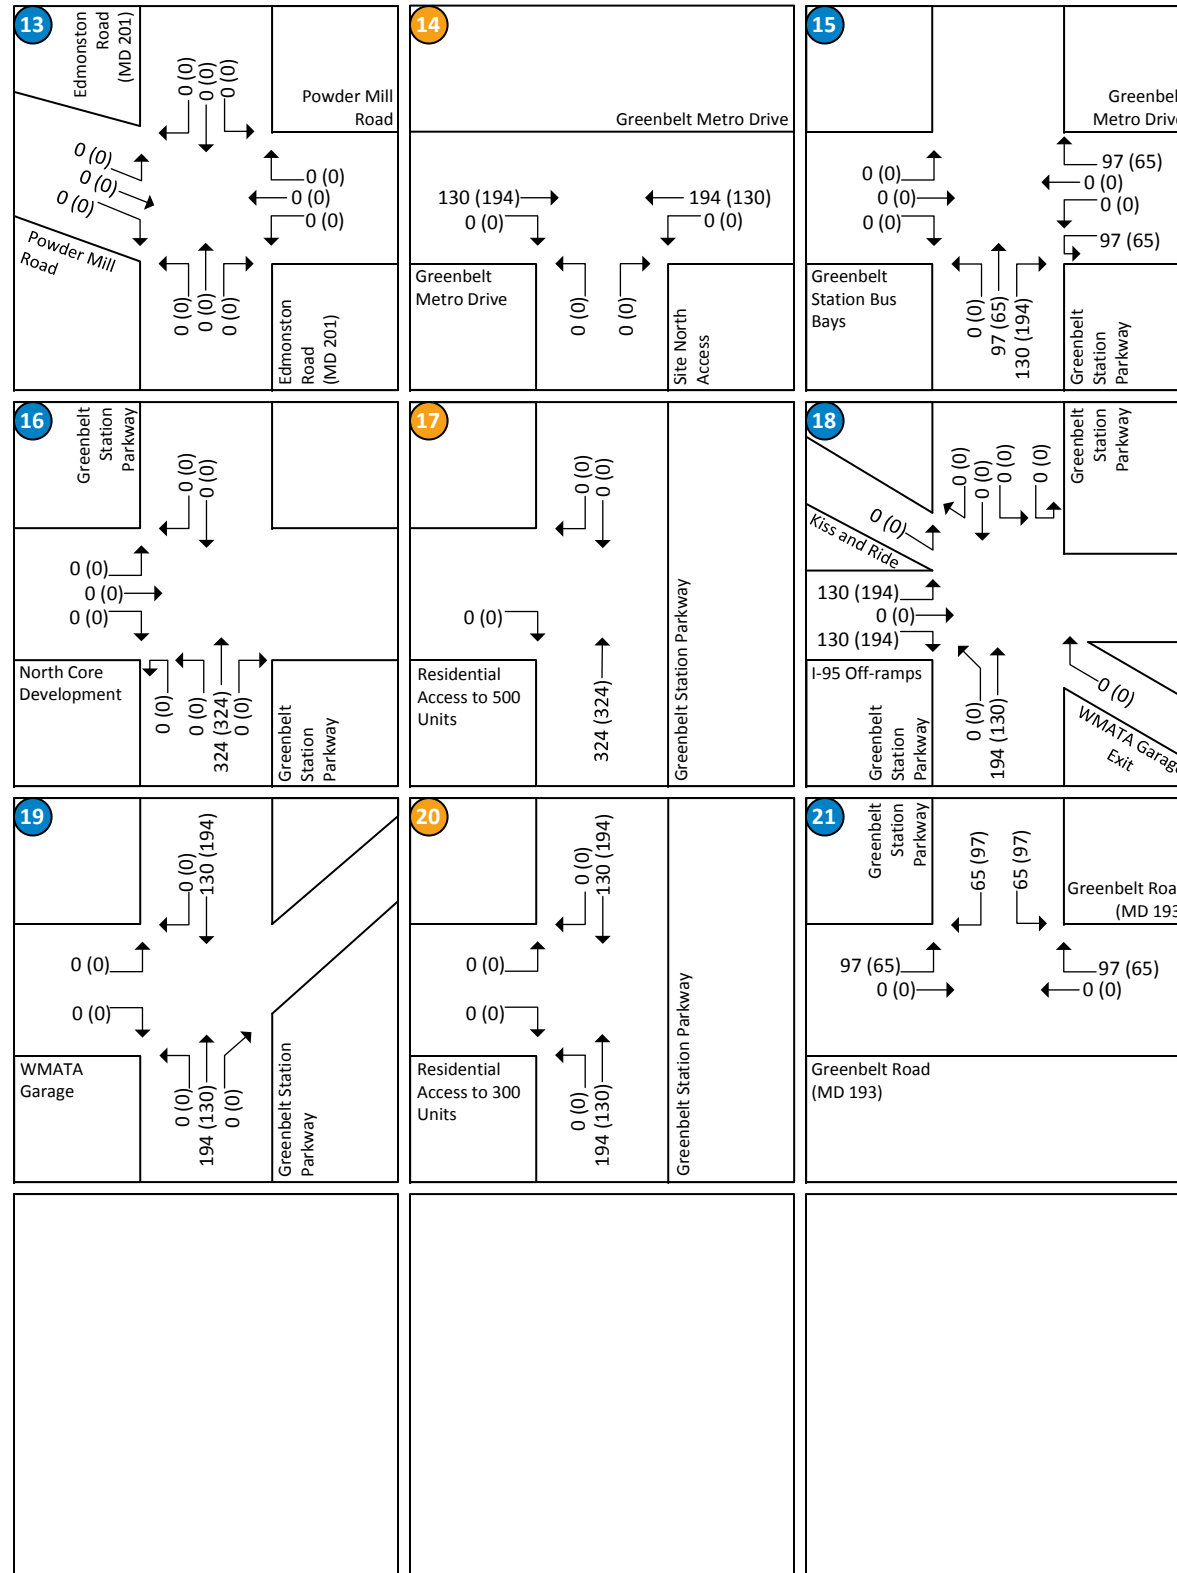 13
Edmonston
Road
(MD 201)
0 (0)
0 (0)
0 (0)
Powder Mill
Road
0 (0)
0 (0)
0 (0)
0 (0)
0 (0)
0 (0)
Powder Mill
Road
0 (0)
0 (0)
0 (0)
Edmonston
Road
(MD 201)
14
Greenbelt Metro Drive
130 (194)
0 (0)
194 (130)
0 (0)
Greenbelt
Metro Drive
0 (0)
0 (0)
Site North
Access
15
Metro
0 (0)
0 (0)
0 (0)
97 (65)
0 (0)
0 (0)
97 (65)
Greenbelt
Station Bus
Bays
0 (0)
97 (65)
130 (194)
Greenbelt
Station
Parkway
16
Greenbelt
Station
Parkway
0 (0)
0 (0)
0 (0)
0 (0)
0 (0)
North Core
Development
0 (0)
0 (0)
324 (324)
0 (0)
Greenbelt
Station
Parkway
17
0 (0)
0 (0)
0 (0)
Residential
Access to 500
Units
324 (324)
Greenbelt Station Parkway
18
0 (0)
0 (0)
0 (0)
0 (0)
Greenbelt
Station
Parkway
0 (0)
Kiss and Ride
130 (194)
0 (0)
130 (194)
I-95 Off-ramps
Greenbelt
Station
Parkway
0 (0)
194 (130)
0 (0)
WMATA Garage
Exit
19
0 (0)
130 (194)
0 (0)
0 (0)
WMATA
Garage
0 (0)
194 (130)
0 (0)
Greenbelt Station
Parkway
20
0 (0)
130 (194)
0 (0)
0 (0)
Residential
Access to 300
Units
0 (0)
194 (130)
Greenbelt Station Parkway
21
Greenbelt
Station
Parkway
65 (97)
65 (97)
Greenbelt
(MD 193
97 (65)
0 (0)
97 (65)
0 (0)
Greenbelt Road
(MD 193)